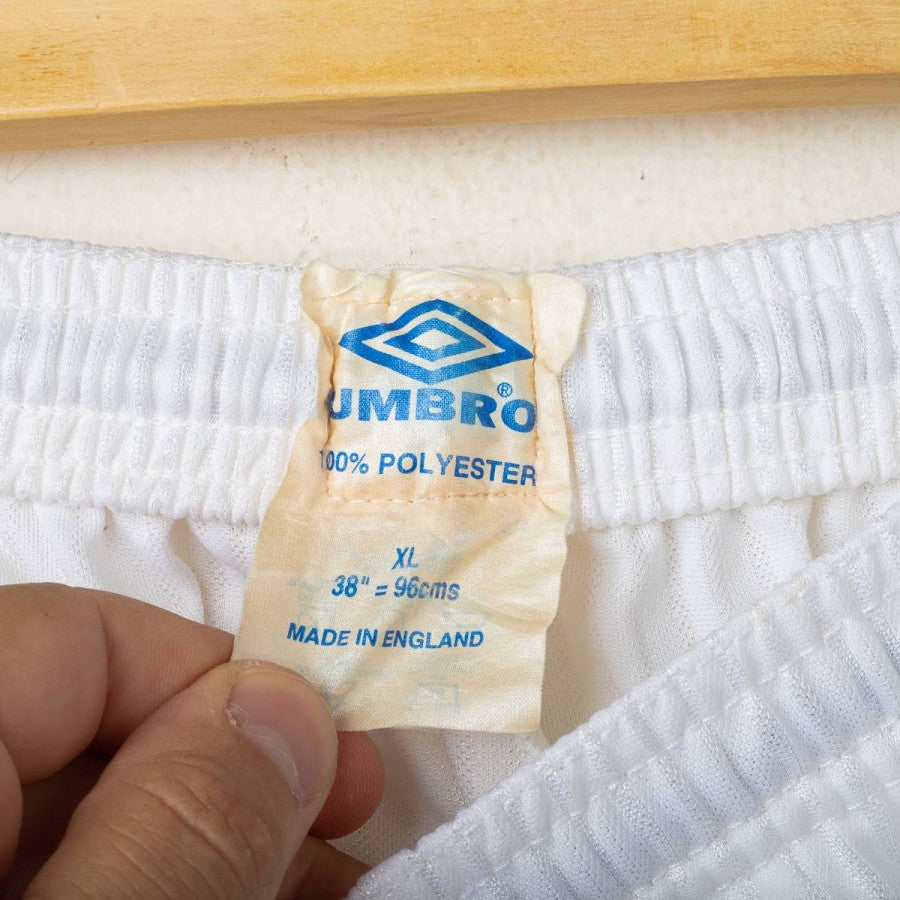 UMBRO®
100% POLYESTER
XL
38" = 96cms
MADE IN ENGLAND